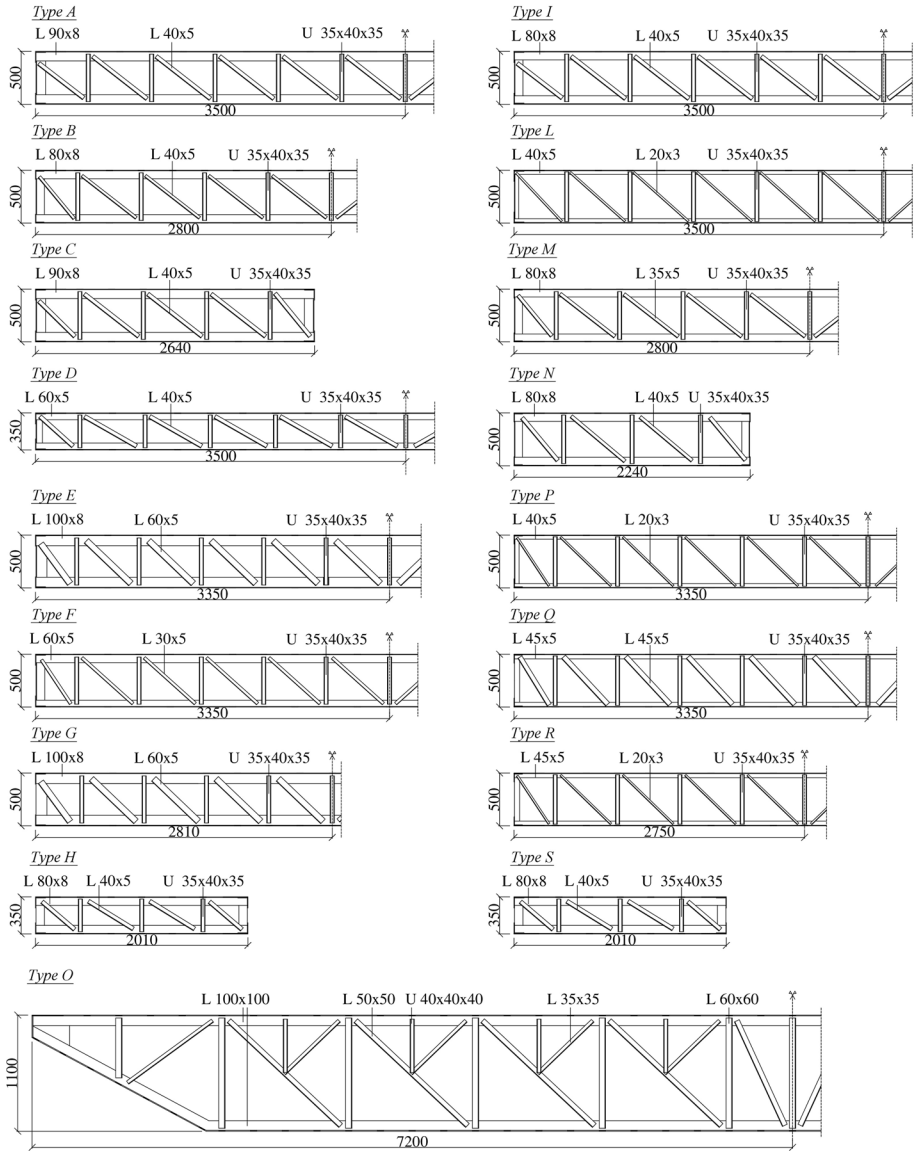 Type A
L 90x8 L 40x5 U 35x40x35
500
3500
Type B
L 80x8 L 40x5 U 35x40x35
500
2800
Type C
L 90x8 L 40x5 U 35x40x35
500
2640
Type D
L 60x5 L 40x5 U 35x40x35
350
3500
Type E
L 100x8 L 60x5 U 35x40x35
500
3350
Type F
L 60x5 L 30x5 U 35x40x35
500
3350
Type G
L 100x8 L 60x5 U 35x40x35
500
2810
Type H
L 80x8 L 40x5 U 35x40x35
350
2010
Type I
L 80x8 L 40x5 U 35x40x35
500
3500
Type L
L 40x5 L 20x3 U 35x40x35
500
3500
Type M
L 80x8 L 35x5 U 35x40x35
500
2800
Type N
L 80x8 L 40x5 U 35x40x35
500
2240
Type P
L 40x5 L 20x3 U 35x40x35
500
3350
Type Q
L 45x5 L 45x5 U 35x40x35
500
3350
Type R
L 45x5 L 20x3 U 35x40x35
500
2750
Type S
L 80x8 L 40x5 U 35x40x35
350
2010
Type O
L 100x100 L 50x50 U 40x40x40 L 35x35 L 60x60
1100
7200